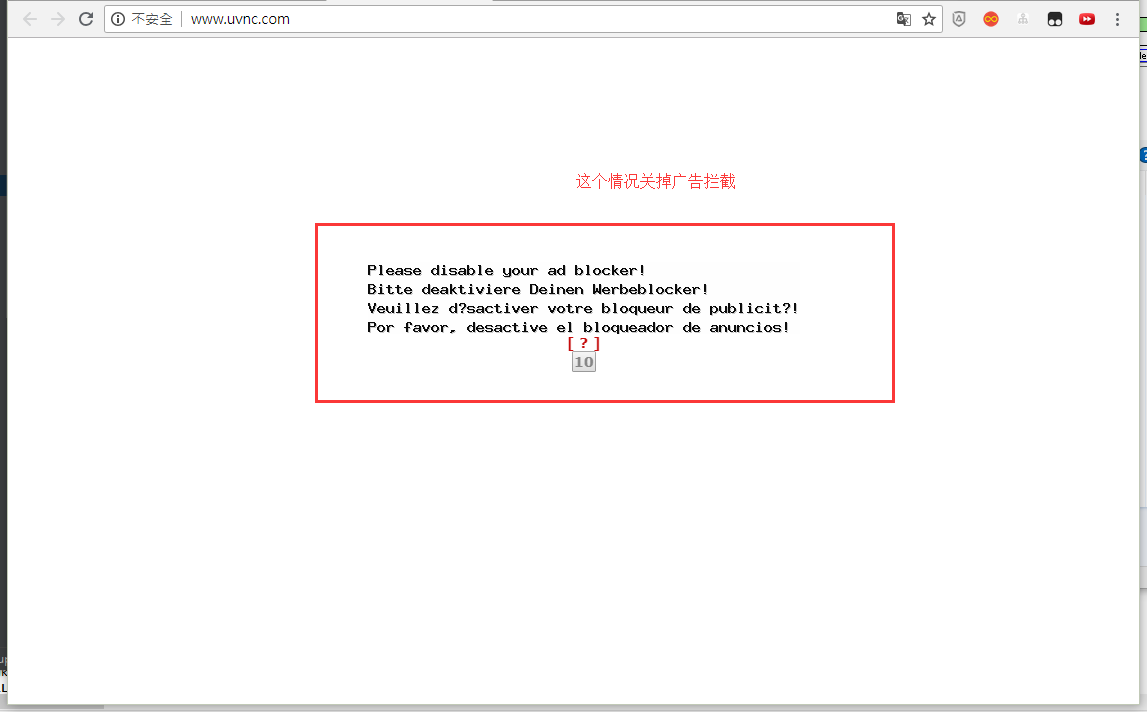 不安全 www.uvnc.com
这个情况关掉广告拦截
Please disable your ad blocker!
Bitte deaktiviere Deinen Werbeblocker!
Veuillez d?sactiver votre bloqueur de publicit?!
Por favor, desactive el bloqueador de anuncios!
[ ? ]
10